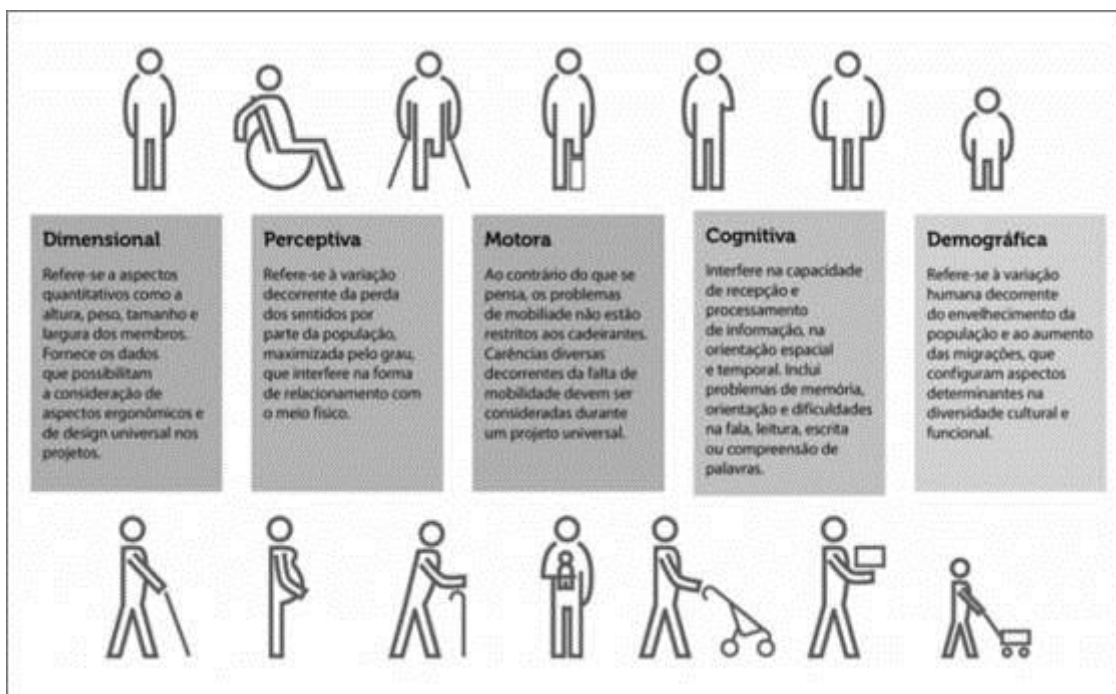 Dimensional
Refere-se a aspectos
quantitativos como a
altura, peso, tamanho e
largura dos membros.
Fornece os dados
que possibilitam
a consideração de
aspectos ergonômicos e
de design universal nos
projetos.
Perceptiva
Refere-se à variação
decorrente da perda
dos sentidos por
parte da população,
maximizada pelo grau,
que interfere na forma
de relacionamento com
o meio físico.
Motora
Ao contrário do que se
pensa, os problemas
de mobiliade não estão
restritos aos cadeirantes.
Carências diversas
decorrentes da falta de
mobilidade devem ser
consideradas durante
um projeto universal.
Cognitiva
Interfere na capacidade
de recepção e
processamento
de informação, na
orientação espacial
e temporal. Inclui
problemas de memória,
orientação e dificuldades
na fala, leitura, escrita
ou compreensão de
palavras.
Demográfica
Refere-se à variação
humana decorrente
do envelhecimento da
população e ao aumento
das migrações, que
configuram aspectos
determinantes na
diversidade cultural e
funcional.